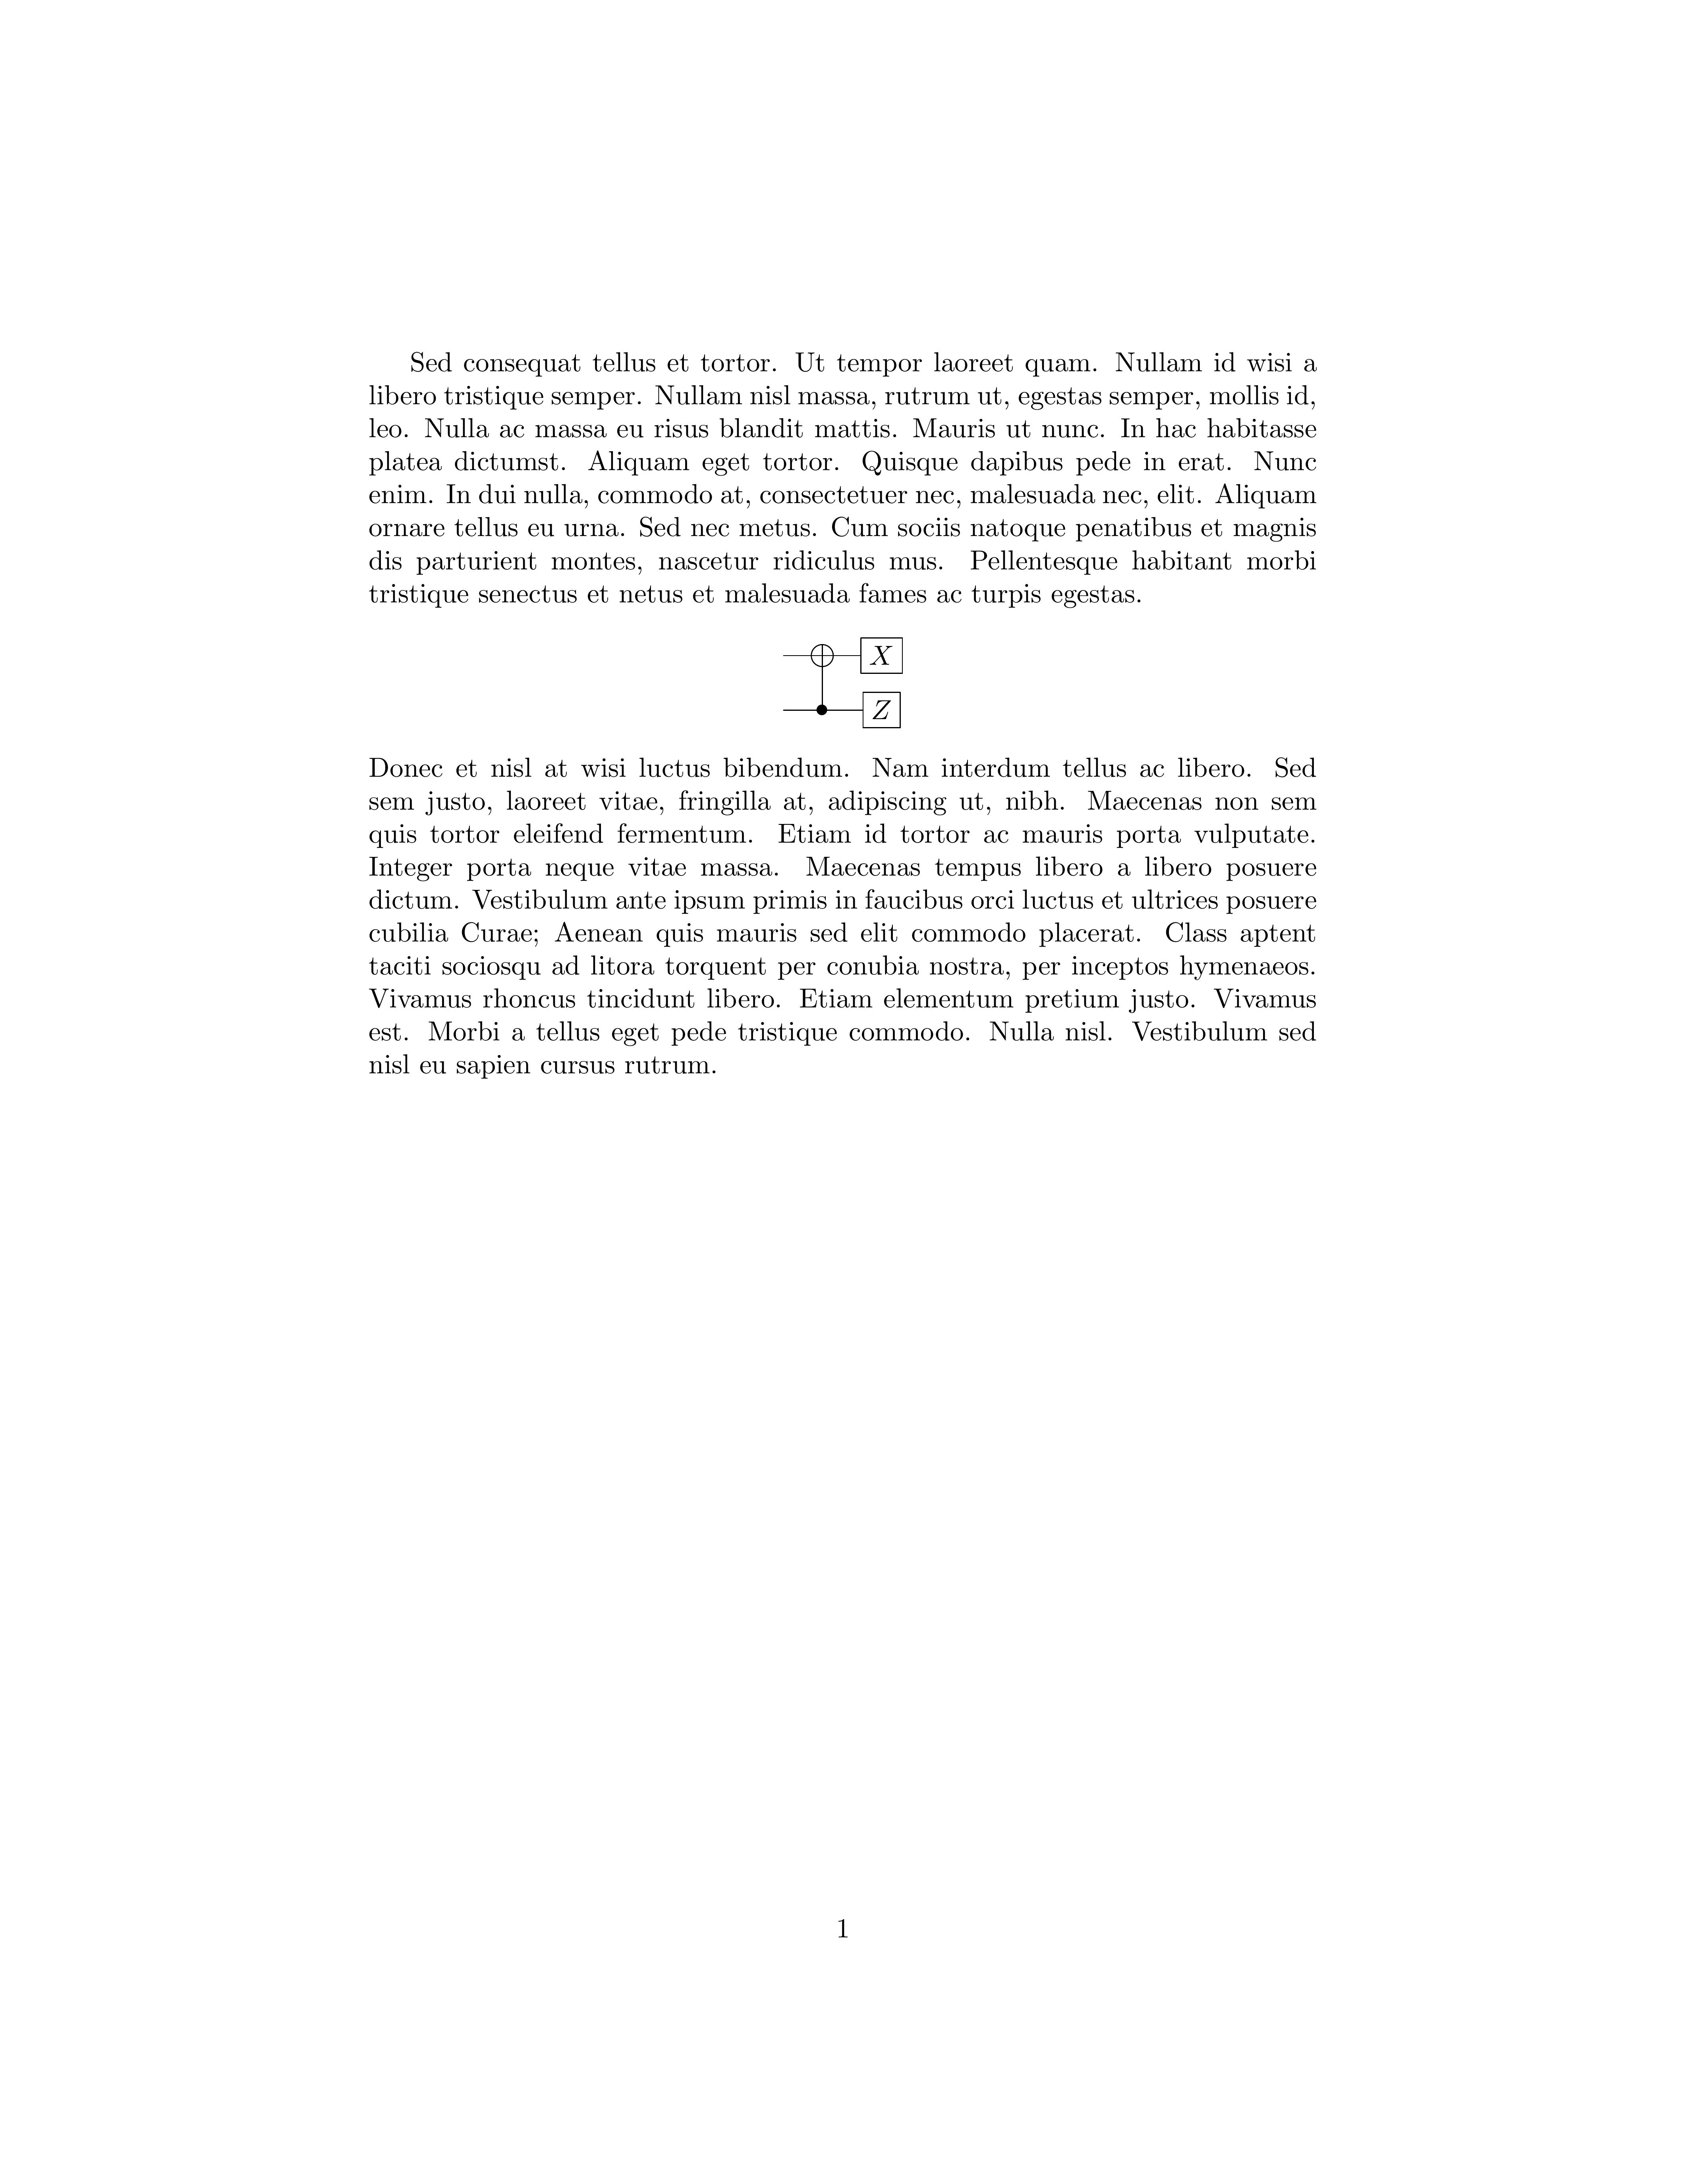 Sed consequat tellus et tortor. Ut tempor laoreet quam. Nullam id wisi a
libero tristique semper. Nullam nisl massa, rutrum ut, egestas semper, mollis id,
leo. Nulla ac massa eu risus blandit mattis. Mauris ut nunc. In hac habitasse
platea dictumst. Aliquam eget tortor. Quisque dapibus pede in erat. Nunc
enim. In dui nulla, commodo at, consectetuer nec, malesuada nec, elit. Aliquam
ornare tellus eu urna. Sed nec metus. Cum sociis natoque penatibus et magnis
dis parturient montes, nascetur ridiculus mus. Pellentesque habitant morbi
tristique senectus et netus et malesuada fames ac turpis egestas.
X
Z
Donec et nisl at wisi luctus bibendum. Nam interdum tellus ac libero. Sed
sem justo, laoreet vitae, fringilla at, adipiscing ut, nibh. Maecenas non sem
quis tortor eleifend fermentum. Etiam id tortor ac mauris porta vulputate.
Integer porta neque vitae massa. Maecenas tempus libero a libero posuere
dictum. Vestibulum ante ipsum primis in faucibus orci luctus et ultrices posuere
cubilia Curae; Aenean quis mauris sed elit commodo placerat. Class aptent
taciti sociosqu ad litora torquent per conubia nostra, per inceptos hymenaeos.
Vivamus rhoncus tincidunt libero. Etiam elementum pretium justo. Vivamus
est. Morbi a tellus eget pede tristique commodo. Nulla nisl. Vestibulum sed
nisl eu sapien cursus rutrum.
1